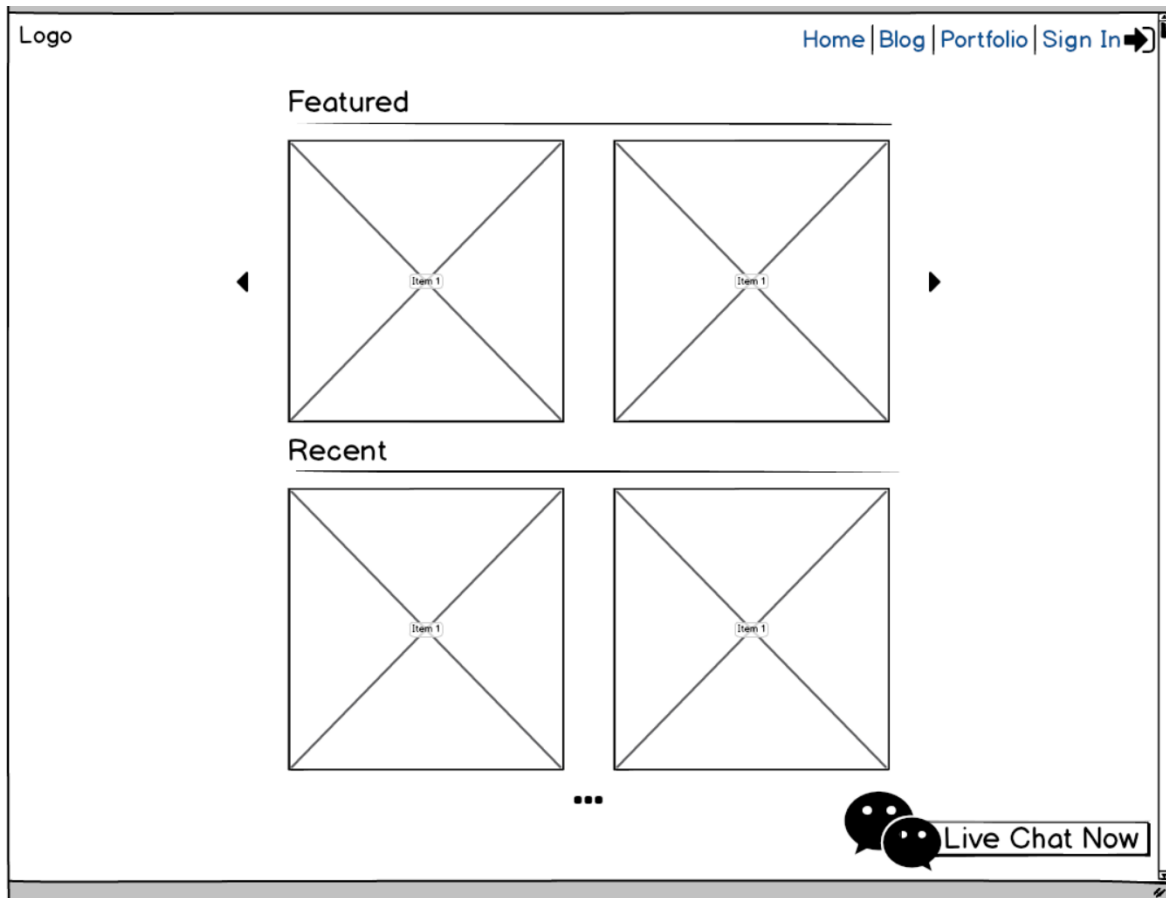 Logo
Home | Blog | Portfolio | Sign In
Featured
Item 1
Item 1
Recent
Item 1
Item 1
Live Chat Now